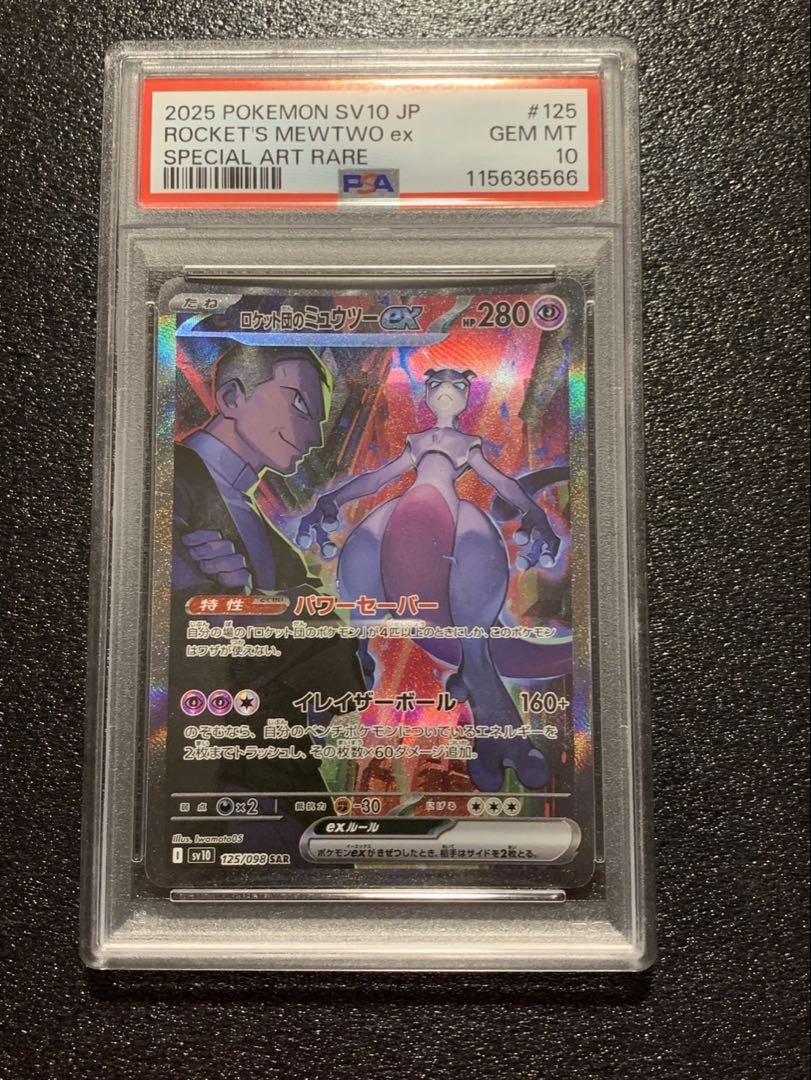 2025 POKEMON SV10 JP #125
ROCKET'S MEWTWO ex GEM MT
SPECIAL ART RARE 10
PSA 115636566
たね
ロケット団のミュウツーex HP280
特性 パワーセーバー
自分の場の「ロケット団のポケモン」が4匹以上のときにしか、このポケモン
はワザが使えない。
イレイザーボール 160+
のぞむなら、自分のベンチポケモンについているエネルギーを
2枚までトラッシュし、その枚数×60ダメージ追加。
弱点 ×2 抵抗力 -30 にげる
exルール
ポケモンexがきぜつしたとき、相手はサイドを2枚とる。
Illus. Iwamoto05
I sv10 125/098 SAR